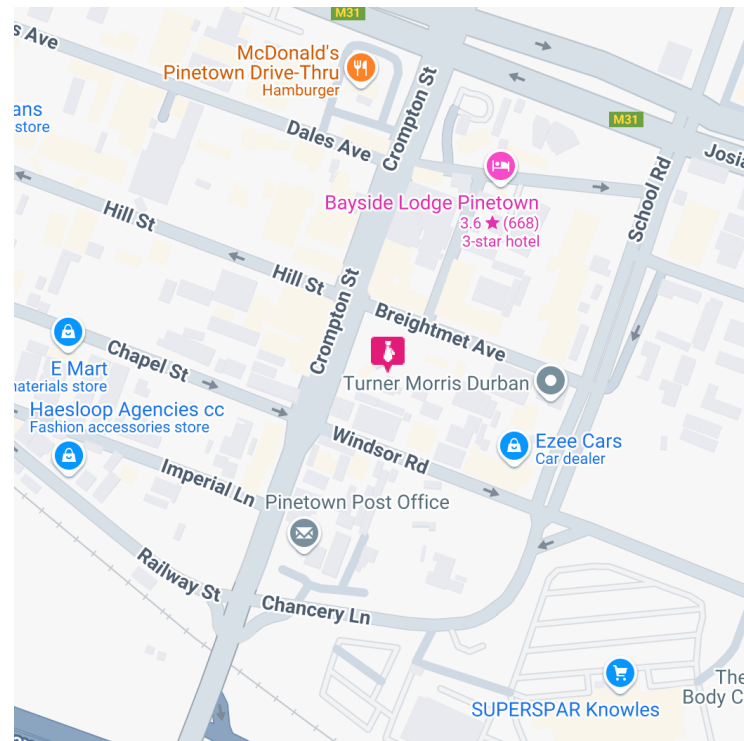 M31
s Ave
McDonald's
Pinetown Drive-Thru
Hamburger
Crompton St
ans
store
M31
Dales Ave
Josia
School Rd
Bayside Lodge Pinetown
3.6 ★ (668)
3-star hotel
Hill St
Hill St
Crompton St
Breightmet Ave
E Mart
naterials store
Chapel St
Turner Morris Durban
Haesloop Agencies cc
Fashion accessories store
Windsor Rd
Ezee Cars
Car dealer
Imperial Ln
Pinetown Post Office
Railway St
Chancery Ln
The
Body C
SUPERSPAR Knowles